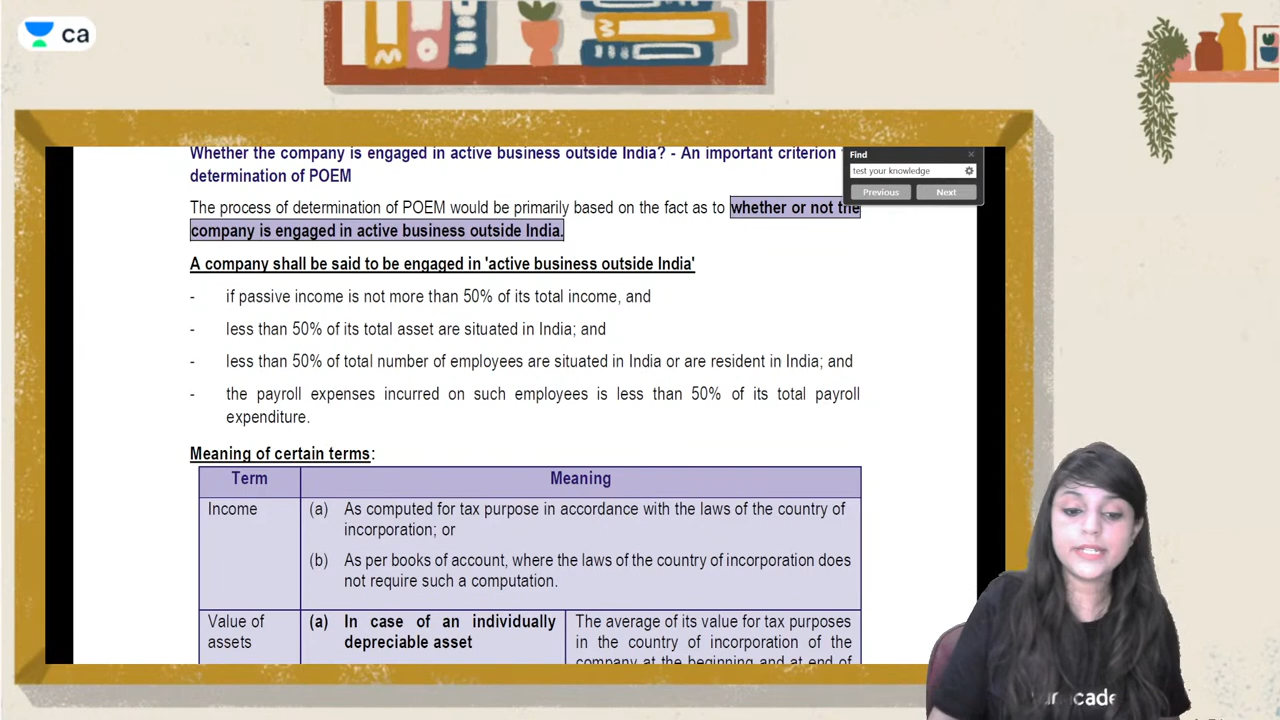 ca
Whether the company is engaged in active business outside India? - An important criterion
determination of POEM
Find
test your knowledge
Previous Next
The process of determination of POEM would be primarily based on the fact as to whether or not the
company is engaged in active business outside India.
A company shall be said to be engaged in 'active business outside India'
- if passive income is not more than 50% of its total income, and
- less than 50% of its total asset are situated in India; and
- less than 50% of total number of employees are situated in India or are resident in India; and
- the payroll expenses incurred on such employees is less than 50% of its total payroll
expenditure.
Meaning of certain terms:
Term Meaning
Income (a) As computed for tax purpose in accordance with the laws of the country of
incorporation; or
(b) As per books of account, where the laws of the country of incorporation does
not require such a computation.
Value of (a) In case of an individually The average of its value for tax purposes
assets depreciable asset in the country of incorporation of the
company at the beginning and at end of